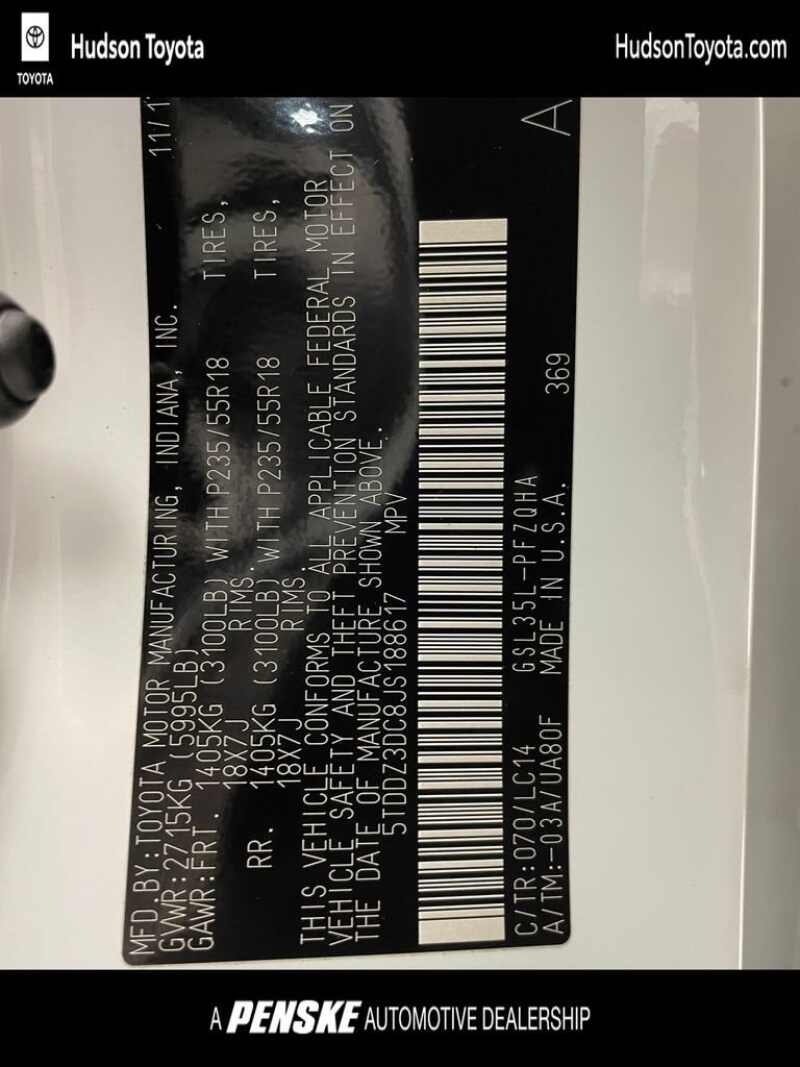 TOYOTA
Hudson Toyota
HudsonToyota.com
MFD.BY:TOYOTA MOTOR MANUFACTURING, INDIANA, INC. 11/1
GVWR:2715KG (5995LB)
GAWR:FRT. 1405KG (3100LB) WITH P235/55R18 TIRES,
18X7J RIMS.
RR. 1405KG (3100LB) WITH P235/55R18 TIRES,
18X7J RIMS.
THIS VEHICLE CONFORMS TO ALL APPLICABLE FEDERAL MOTOR
VEHICLE SAFETY AND THEFT PREVENTION STANDARDS IN EFFECT ON
THE DATE OF MANUFACTURE SHOWN ABOVE.
5TDDZ3DC8JS188617 MPV
C/TR:070/LC14 GSL35L-PFZQHA
A/TM:-03A/UA80F MADE IN U.S.A. 369
A
A PENSKE AUTOMOTIVE DEALERSHIP